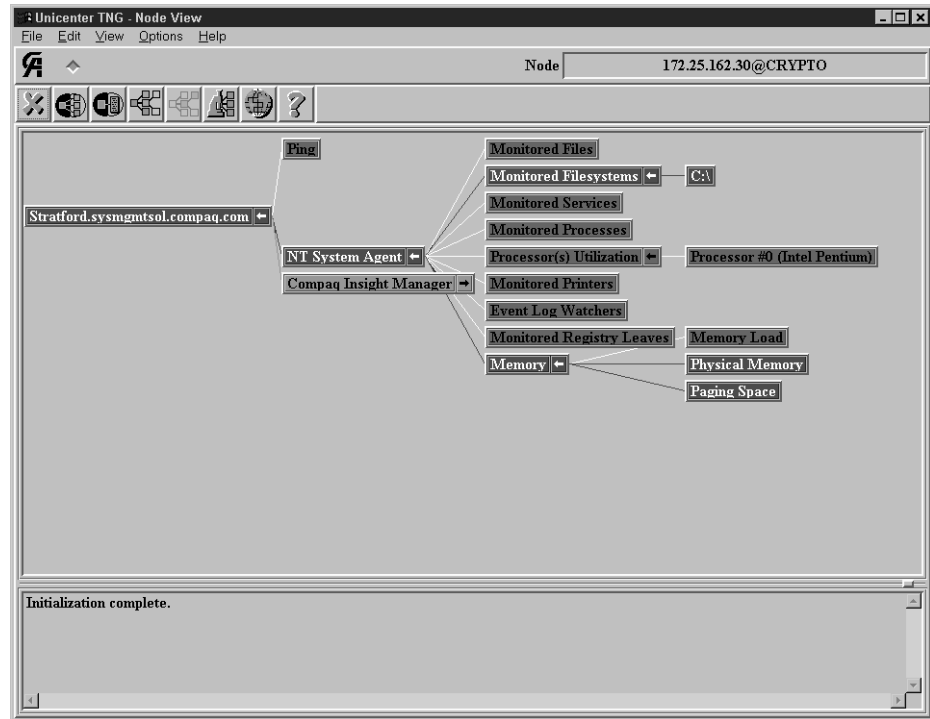 Unicenter TNG - Node View
File Edit View Options Help
Node 172.25.162.30@CRYPTO
Ping
Monitored Files
Monitored Filesystems
C:\
Monitored Services
Stratford.sysmgmtsol.compaq.com
Monitored Processes
NT System Agent
Processor(s) Utilization
Processor #0 (Intel Pentium)
Compaq Insight Manager
Monitored Printers
Event Log Watchers
Monitored Registry Leaves
Memory Load
Memory
Physical Memory
Paging Space
Initialization complete.